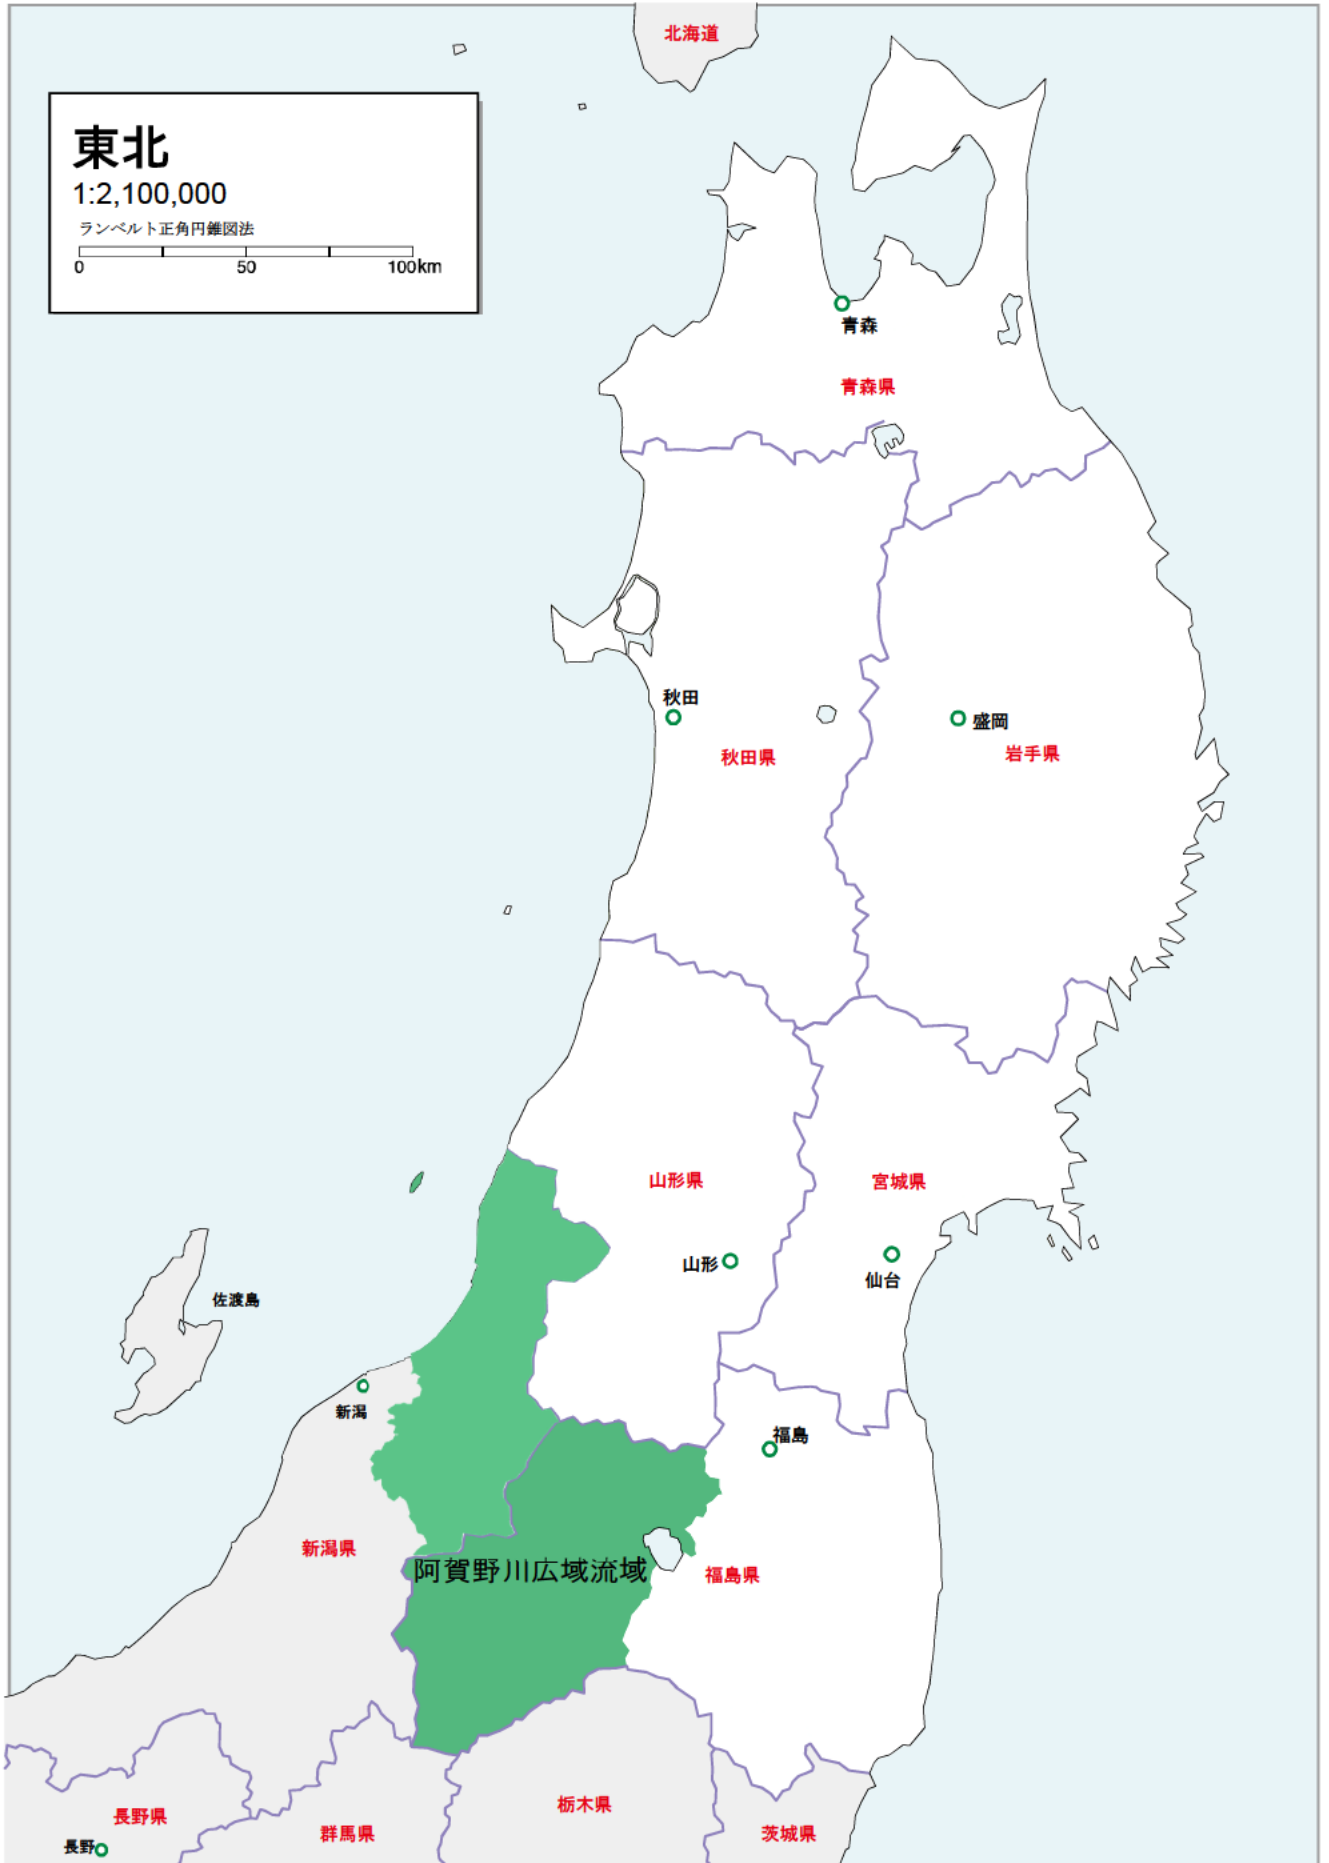 北海道
東北
1:2,100,000
ランベルト正角円錐図法
0 50 100km
青森
青森県
秋田
盛岡
秋田県
岩手県
山形県
宮城県
山形
仙台
佐渡島
新潟
福島
新潟県
阿賀野川広域流域
福島県
栃木県
長野県
群馬県
茨城県
長野